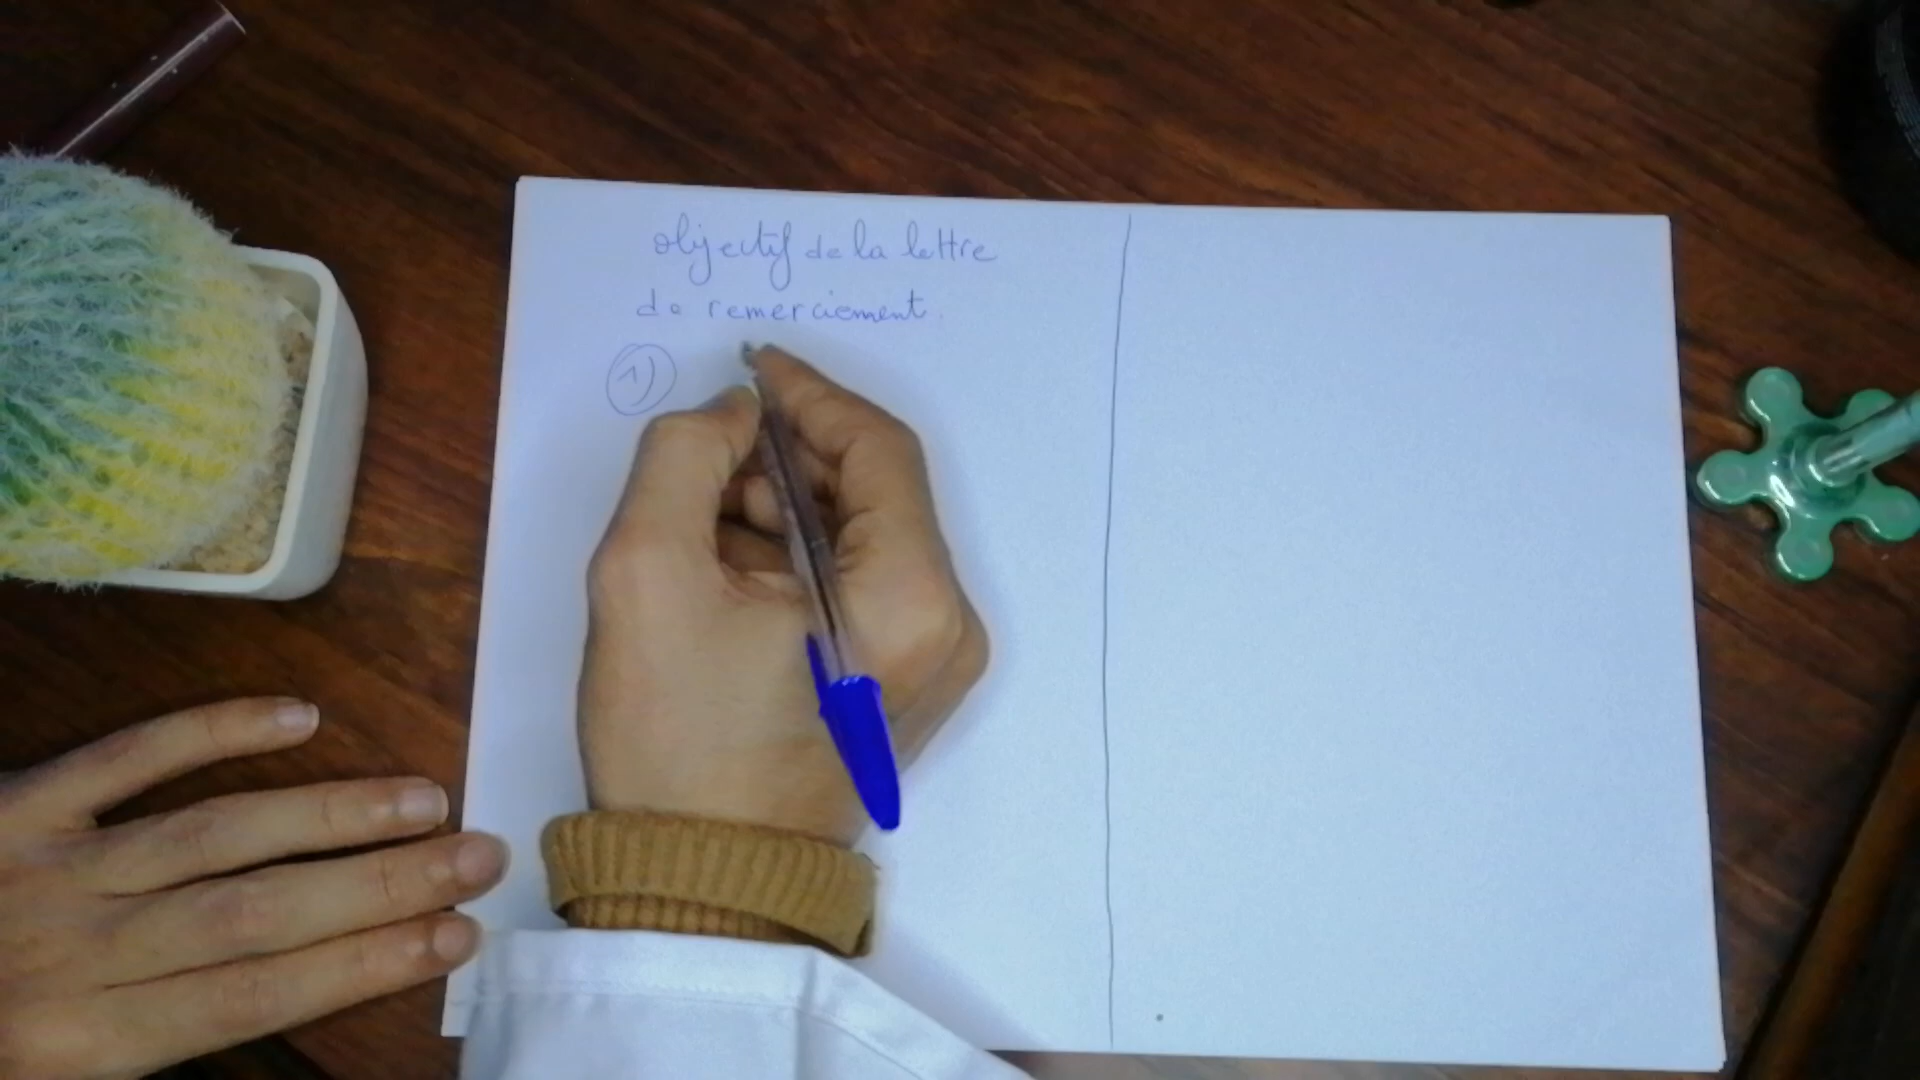 objectif de la lettre
de remerciement.
1)